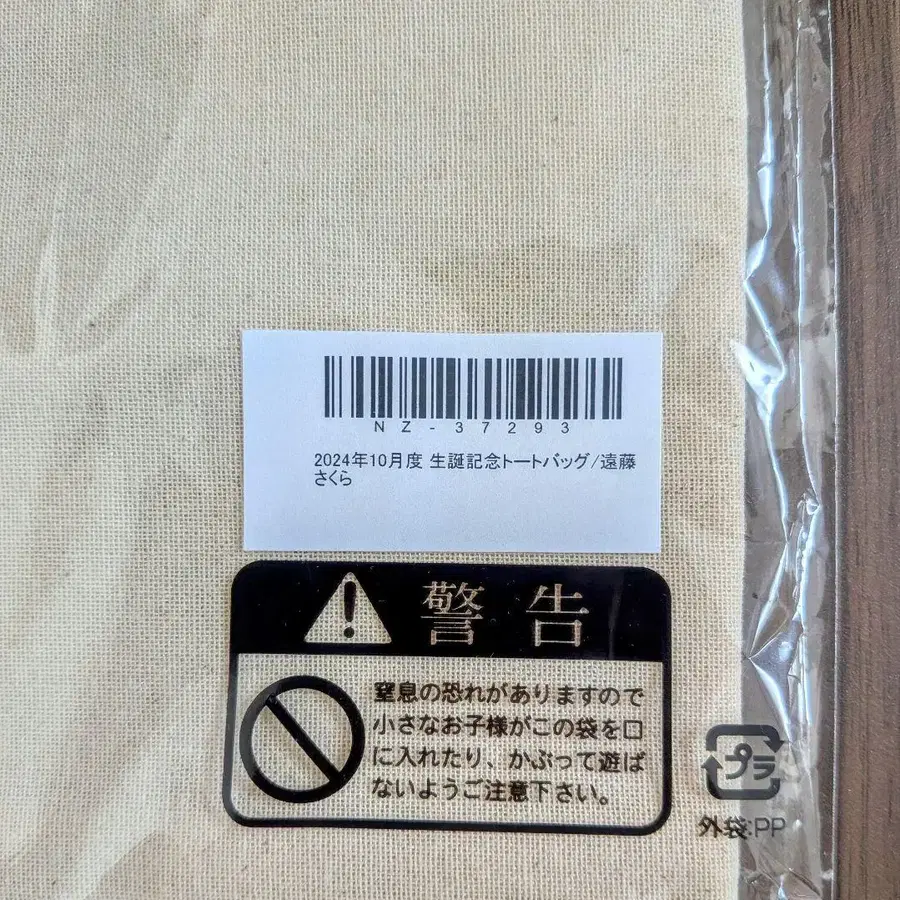 NZ-37293
2024年10月度 生誕記念トートバッグ/遠藤
さくら
警告
窒息の恐れがありますので
小さなお子様がこの袋を口
に入れたり、かぶって遊ば
ないようご注意下さい。
プラ
外袋:PP